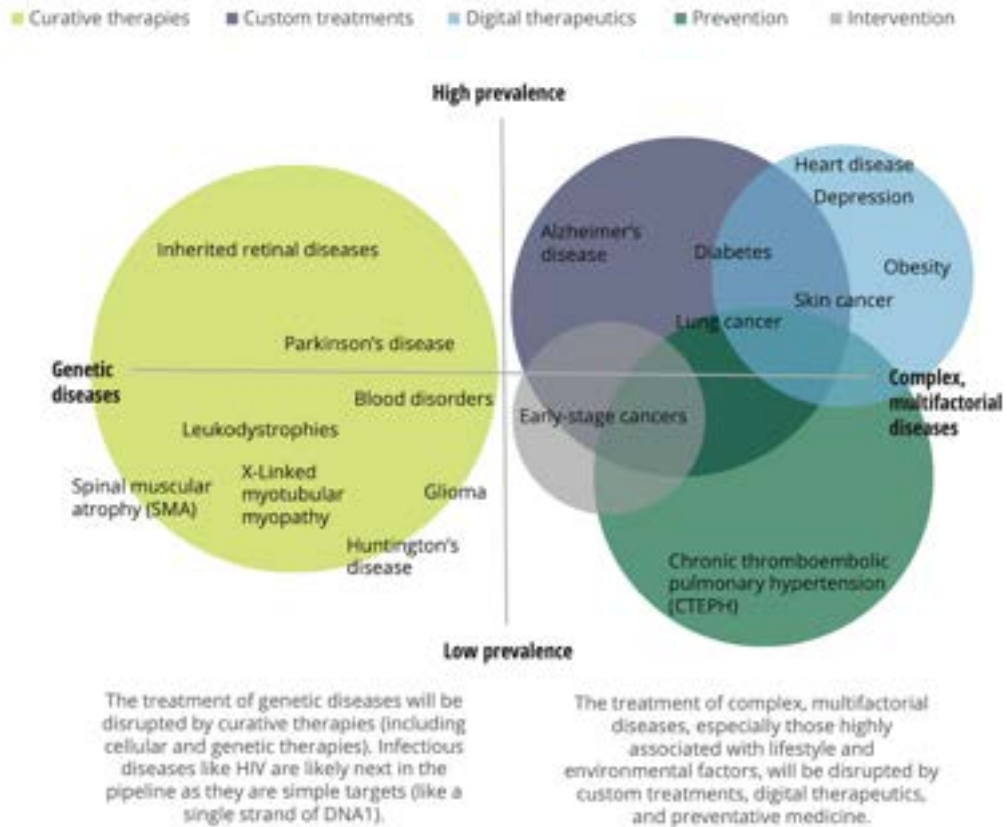 Curative therapies Custom treatments Digital therapeutics Prevention Intervention
High prevalence
Heart disease
Depression
Inherited retinal diseases
Alzheimer's
disease
Diabetes
Obesity
Skin cancer
Lung cancer
Parkinson's disease
Genetic
diseases
Complex,
multifactorial
diseases
Blood disorders
Early-stage cancers
Leukodystrophies
Spinal muscular
atrophy (SMA)
X-Linked
myotubular
myopathy
Glioma
Huntington's
disease
Chronic thromboembolic
pulmonary hypertension
(CTEPH)
Low prevalence
The treatment of genetic diseases will be
disrupted by curative therapies (including
cellular and genetic therapies). Infectious
diseases like HIV are likely next in the
pipeline as they are simple targets (like a
single strand of DNA1).
The treatment of complex, multifactorial
diseases, especially those highly
associated with lifestyle and
environmental factors, will be disrupted by
custom treatments, digital therapeutics,
and preventative medicine.